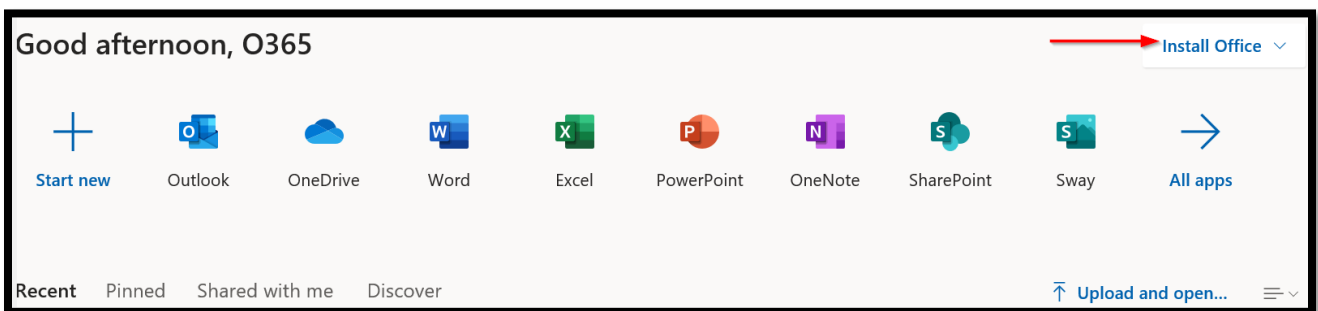 Good afternoon, O365
Install Office
Start new
Outlook
OneDrive
Word
Excel
PowerPoint
OneNote
SharePoint
Sway
All apps
Recent Pinned Shared with me Discover
Upload and open...